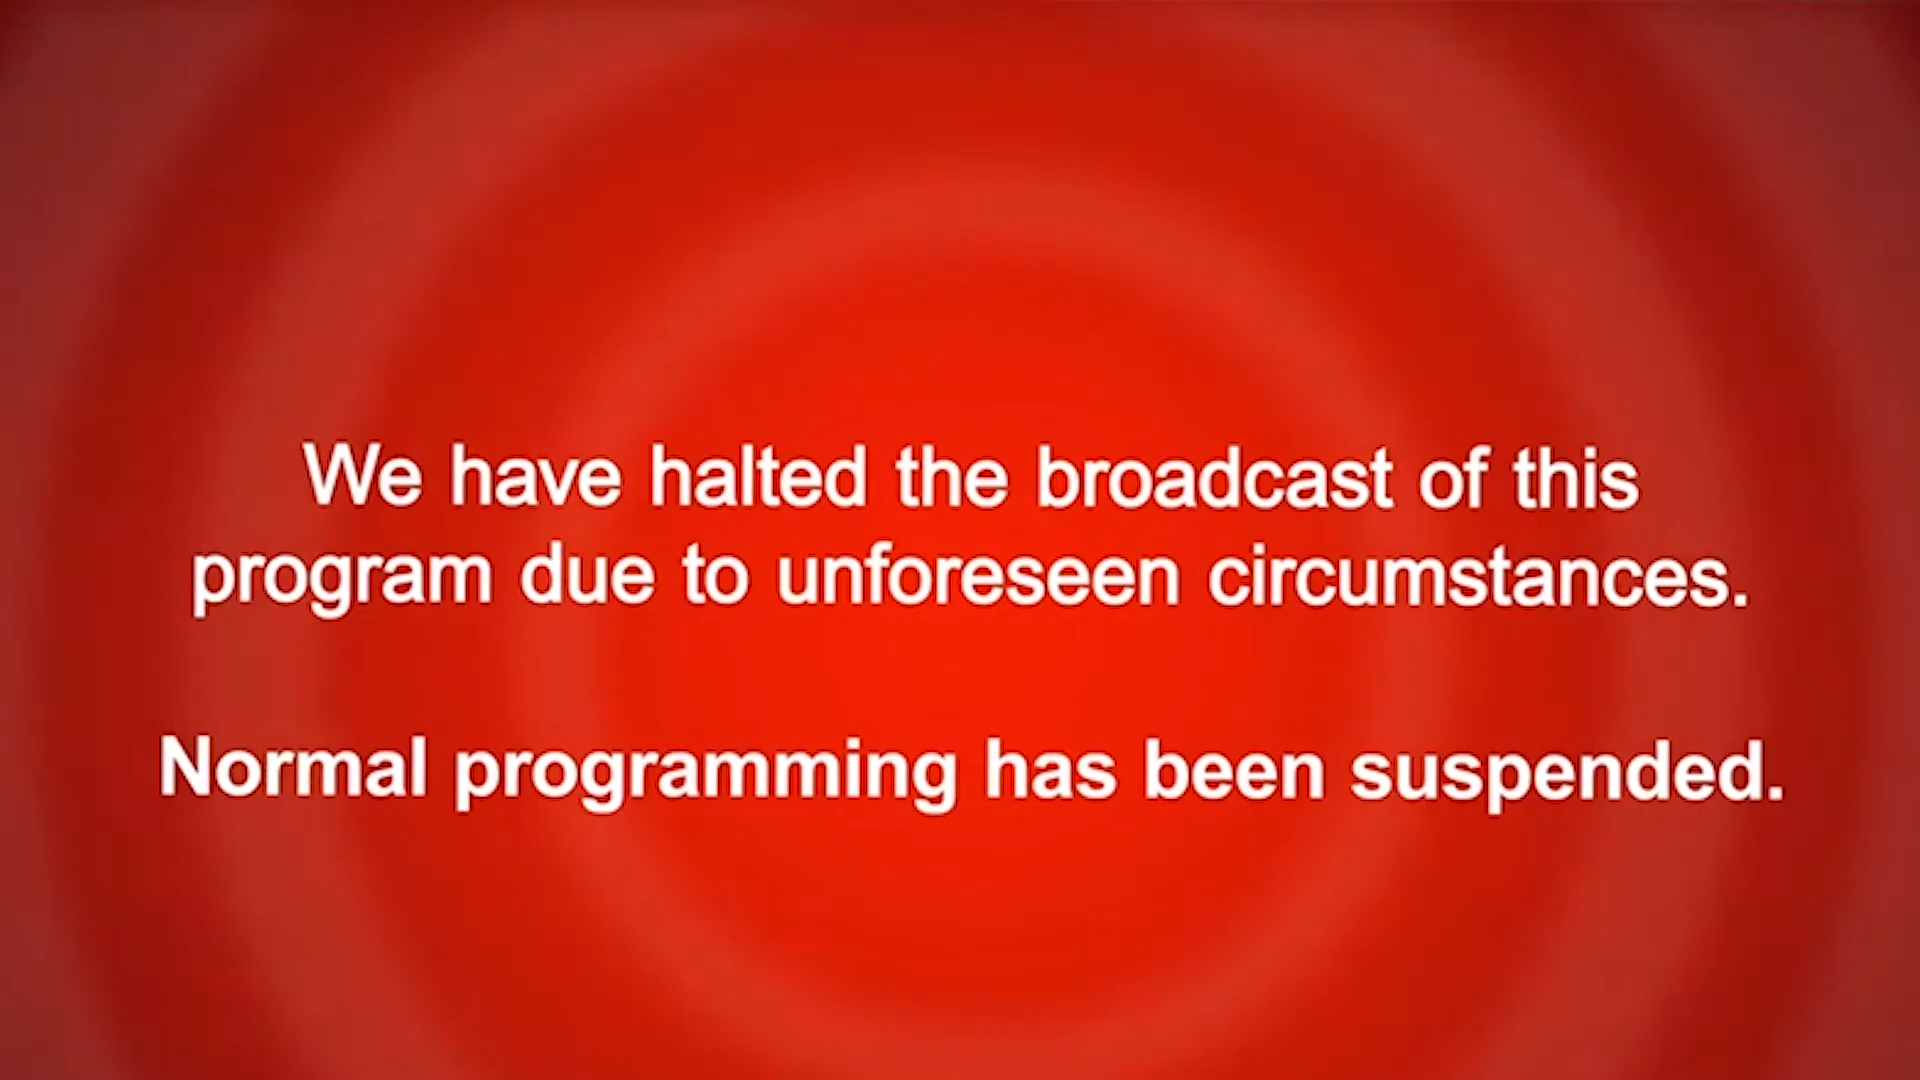 We have halted the broadcast of this
program due to unforeseen circumstances.
Normal programming has been suspended.